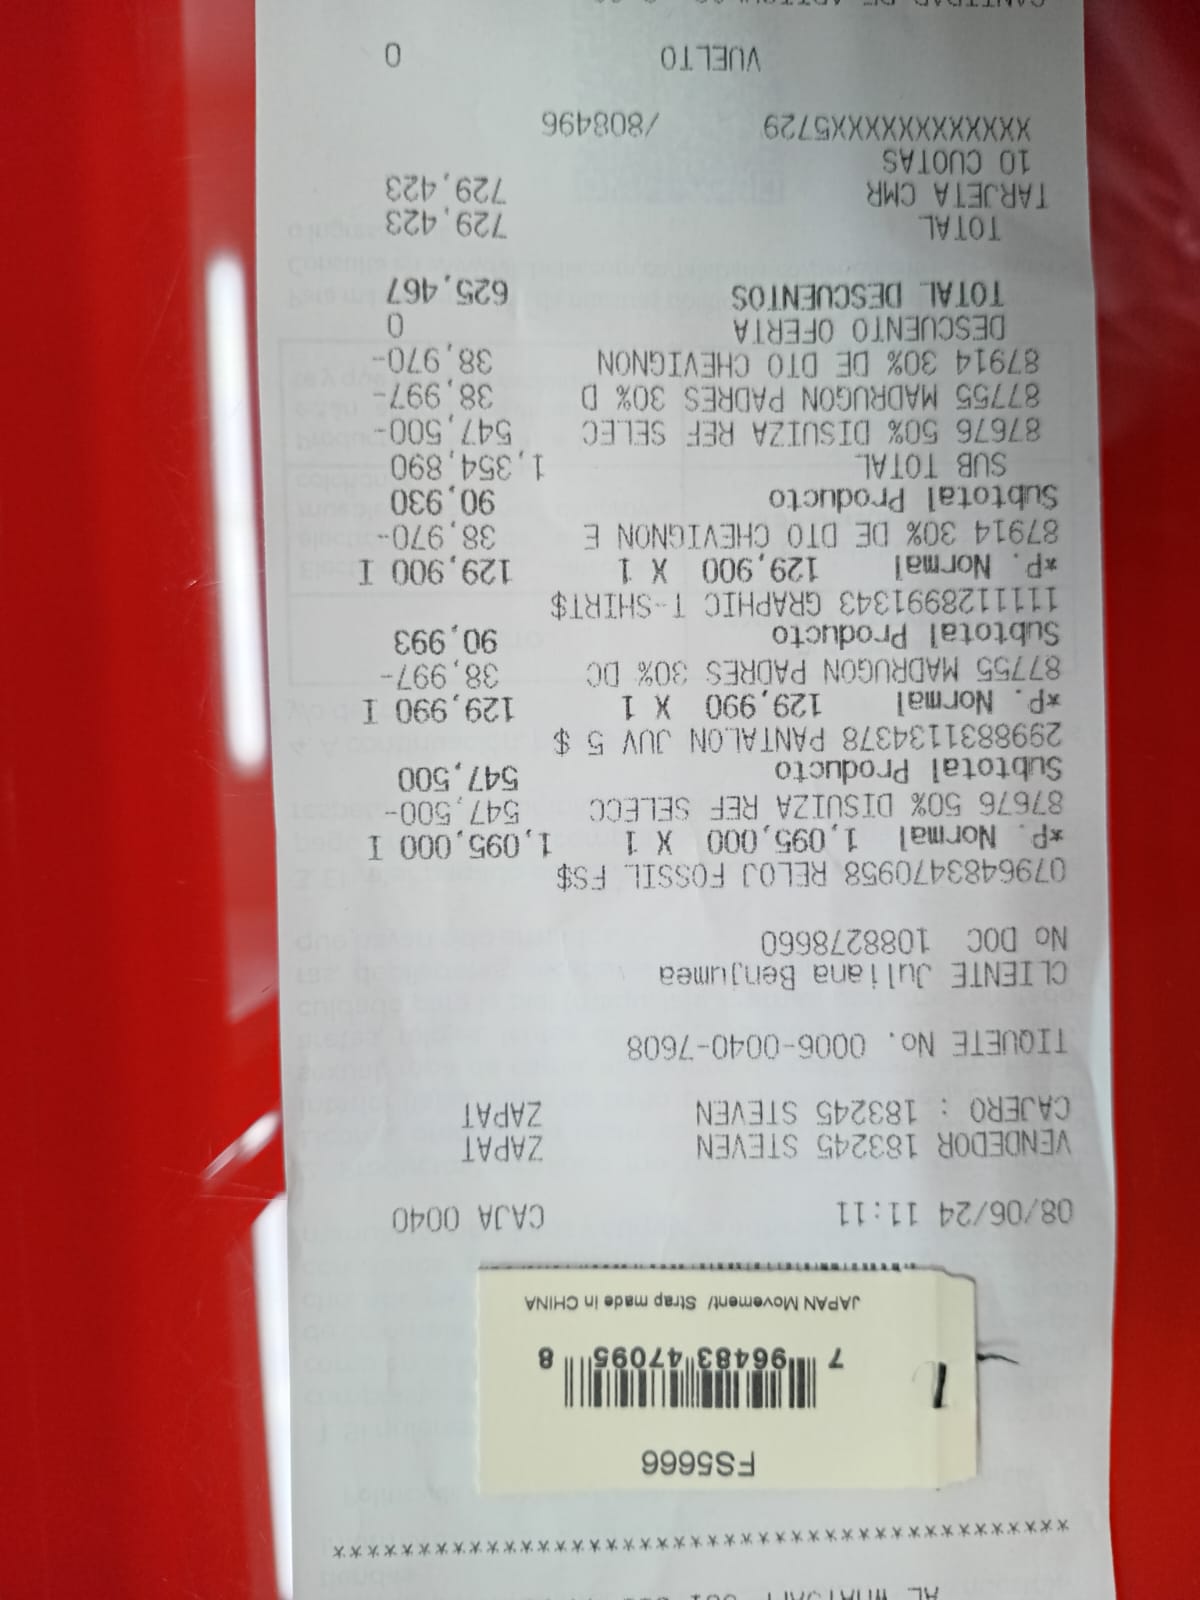 AL WHATSAPP
*******************************************
FS5666
7 96483 47095 8
JAPAN Movement/ Strap made in CHINA
08/06/24 11:11 CAJA 0040
VENDEDOR 183245 STEVEN ZAPAT
CAJERO : 183245 STEVEN ZAPAT
TIQUETE No. 0006-0040-7608
CLIENTE Juliana Benjumea
No DOC 1088278660
0796483470958 RELOJ FOSSIL FS$
*P. Normal 1,095,000 X 1 1,095,000 I
87676 50% DISUIZA REF SELECC 547,500-
Subtotal Producto 547,500
2998831134378 PANTALON JUV 5 $
*P. Normal 129,990 X 1 129,990 I
87755 MADRUGON PADRES 30% DC 38,997-
Subtotal Producto 90,993
1111128991343 GRAPHIC T-SHIRT$
*P. Normal 129,900 X 1 129,900 I
87914 30% DE DTO CHEVIGNON E 38,970-
Subtotal Producto 90,930
SUB TOTAL 1,354,890
87676 50% DISUIZA REF SELEC 547,500-
87755 MADRUGON PADRES 30% D 38,997-
87914 30% DE DTO CHEVIGNON 38,970-
DESCUENTO OFERTA 0
TOTAL DESCUENTOS 625,467
TOTAL 729,423
TARJETA CMR 729,423
10 CUOTAS
XXXXXXXXXXXX5729 /808496
VUELTO 0
CANTIDAD DE ARTICULOS